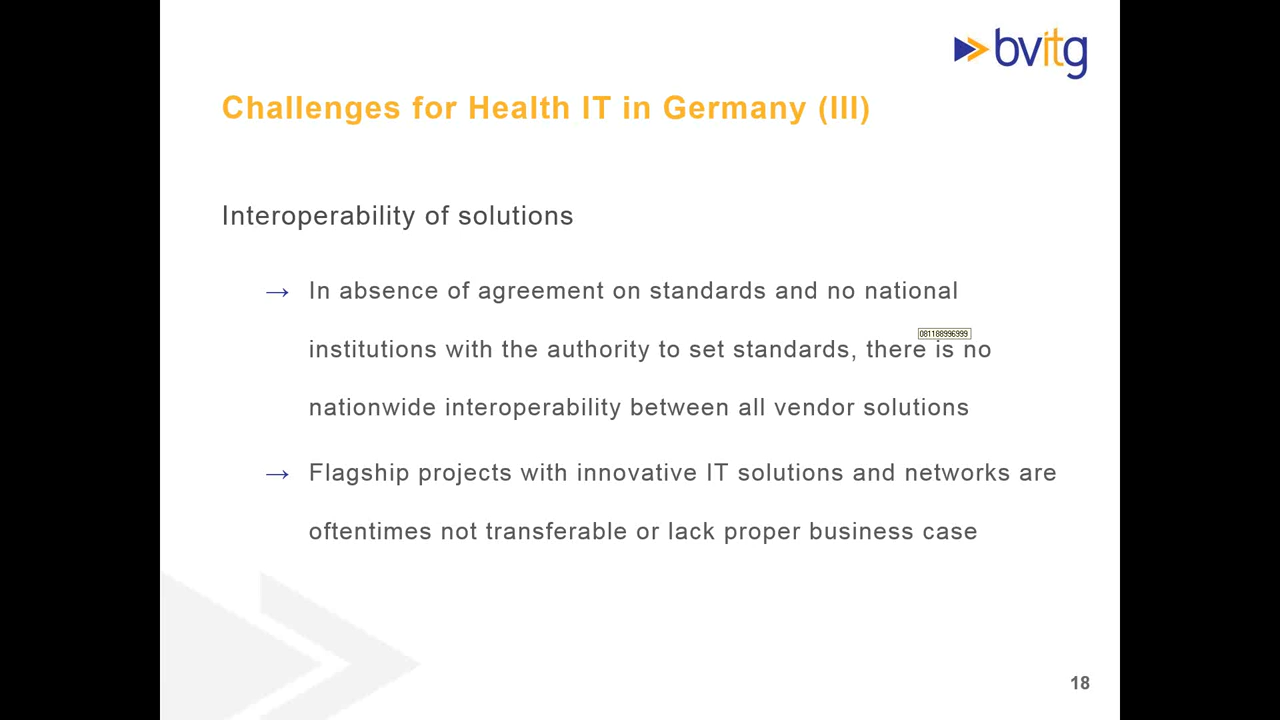 bvitg
Challenges for Health IT in Germany (III)
Interoperability of solutions
→ In absence of agreement on standards and no national
081188996999
institutions with the authority to set standards, there is no
nationwide interoperability between all vendor solutions
→ Flagship projects with innovative IT solutions and networks are
oftentimes not transferable or lack proper business case
18